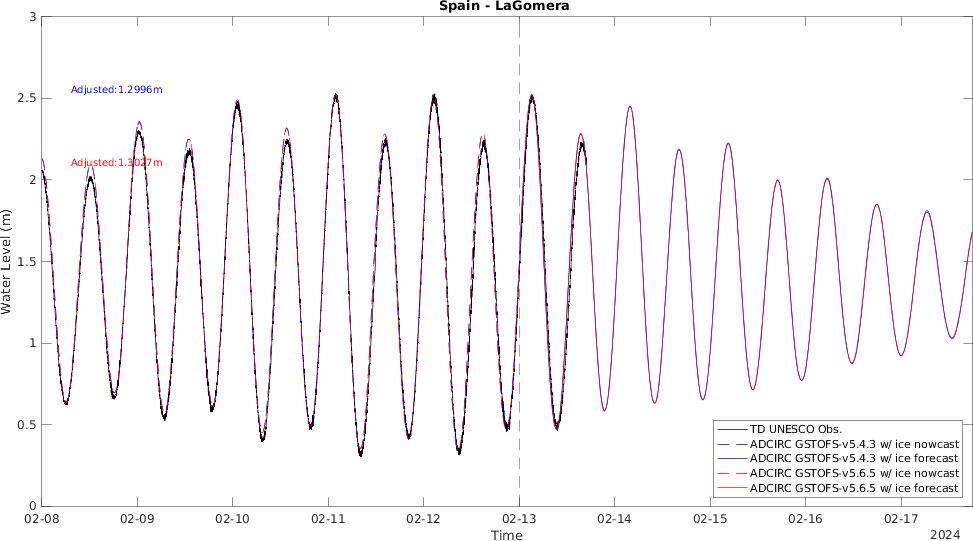 Spain - LaGomera
3
2.5
2
1.5
1
0.5
0
Water Level (m)
Adjusted:1.2996m
Adjusted:1.3027m
TD UNESCO Obs.
ADCIRC GSTOFS-v5.4.3 w/ ice nowcast
ADCIRC GSTOFS-v5.4.3 w/ ice forecast
ADCIRC GSTOFS-v5.6.5 w/ ice nowcast
ADCIRC GSTOFS-v5.6.5 w/ ice forecast
02-08 02-09 02-10 02-11 02-12 02-13 02-14 02-15 02-16 02-17
Time
2024